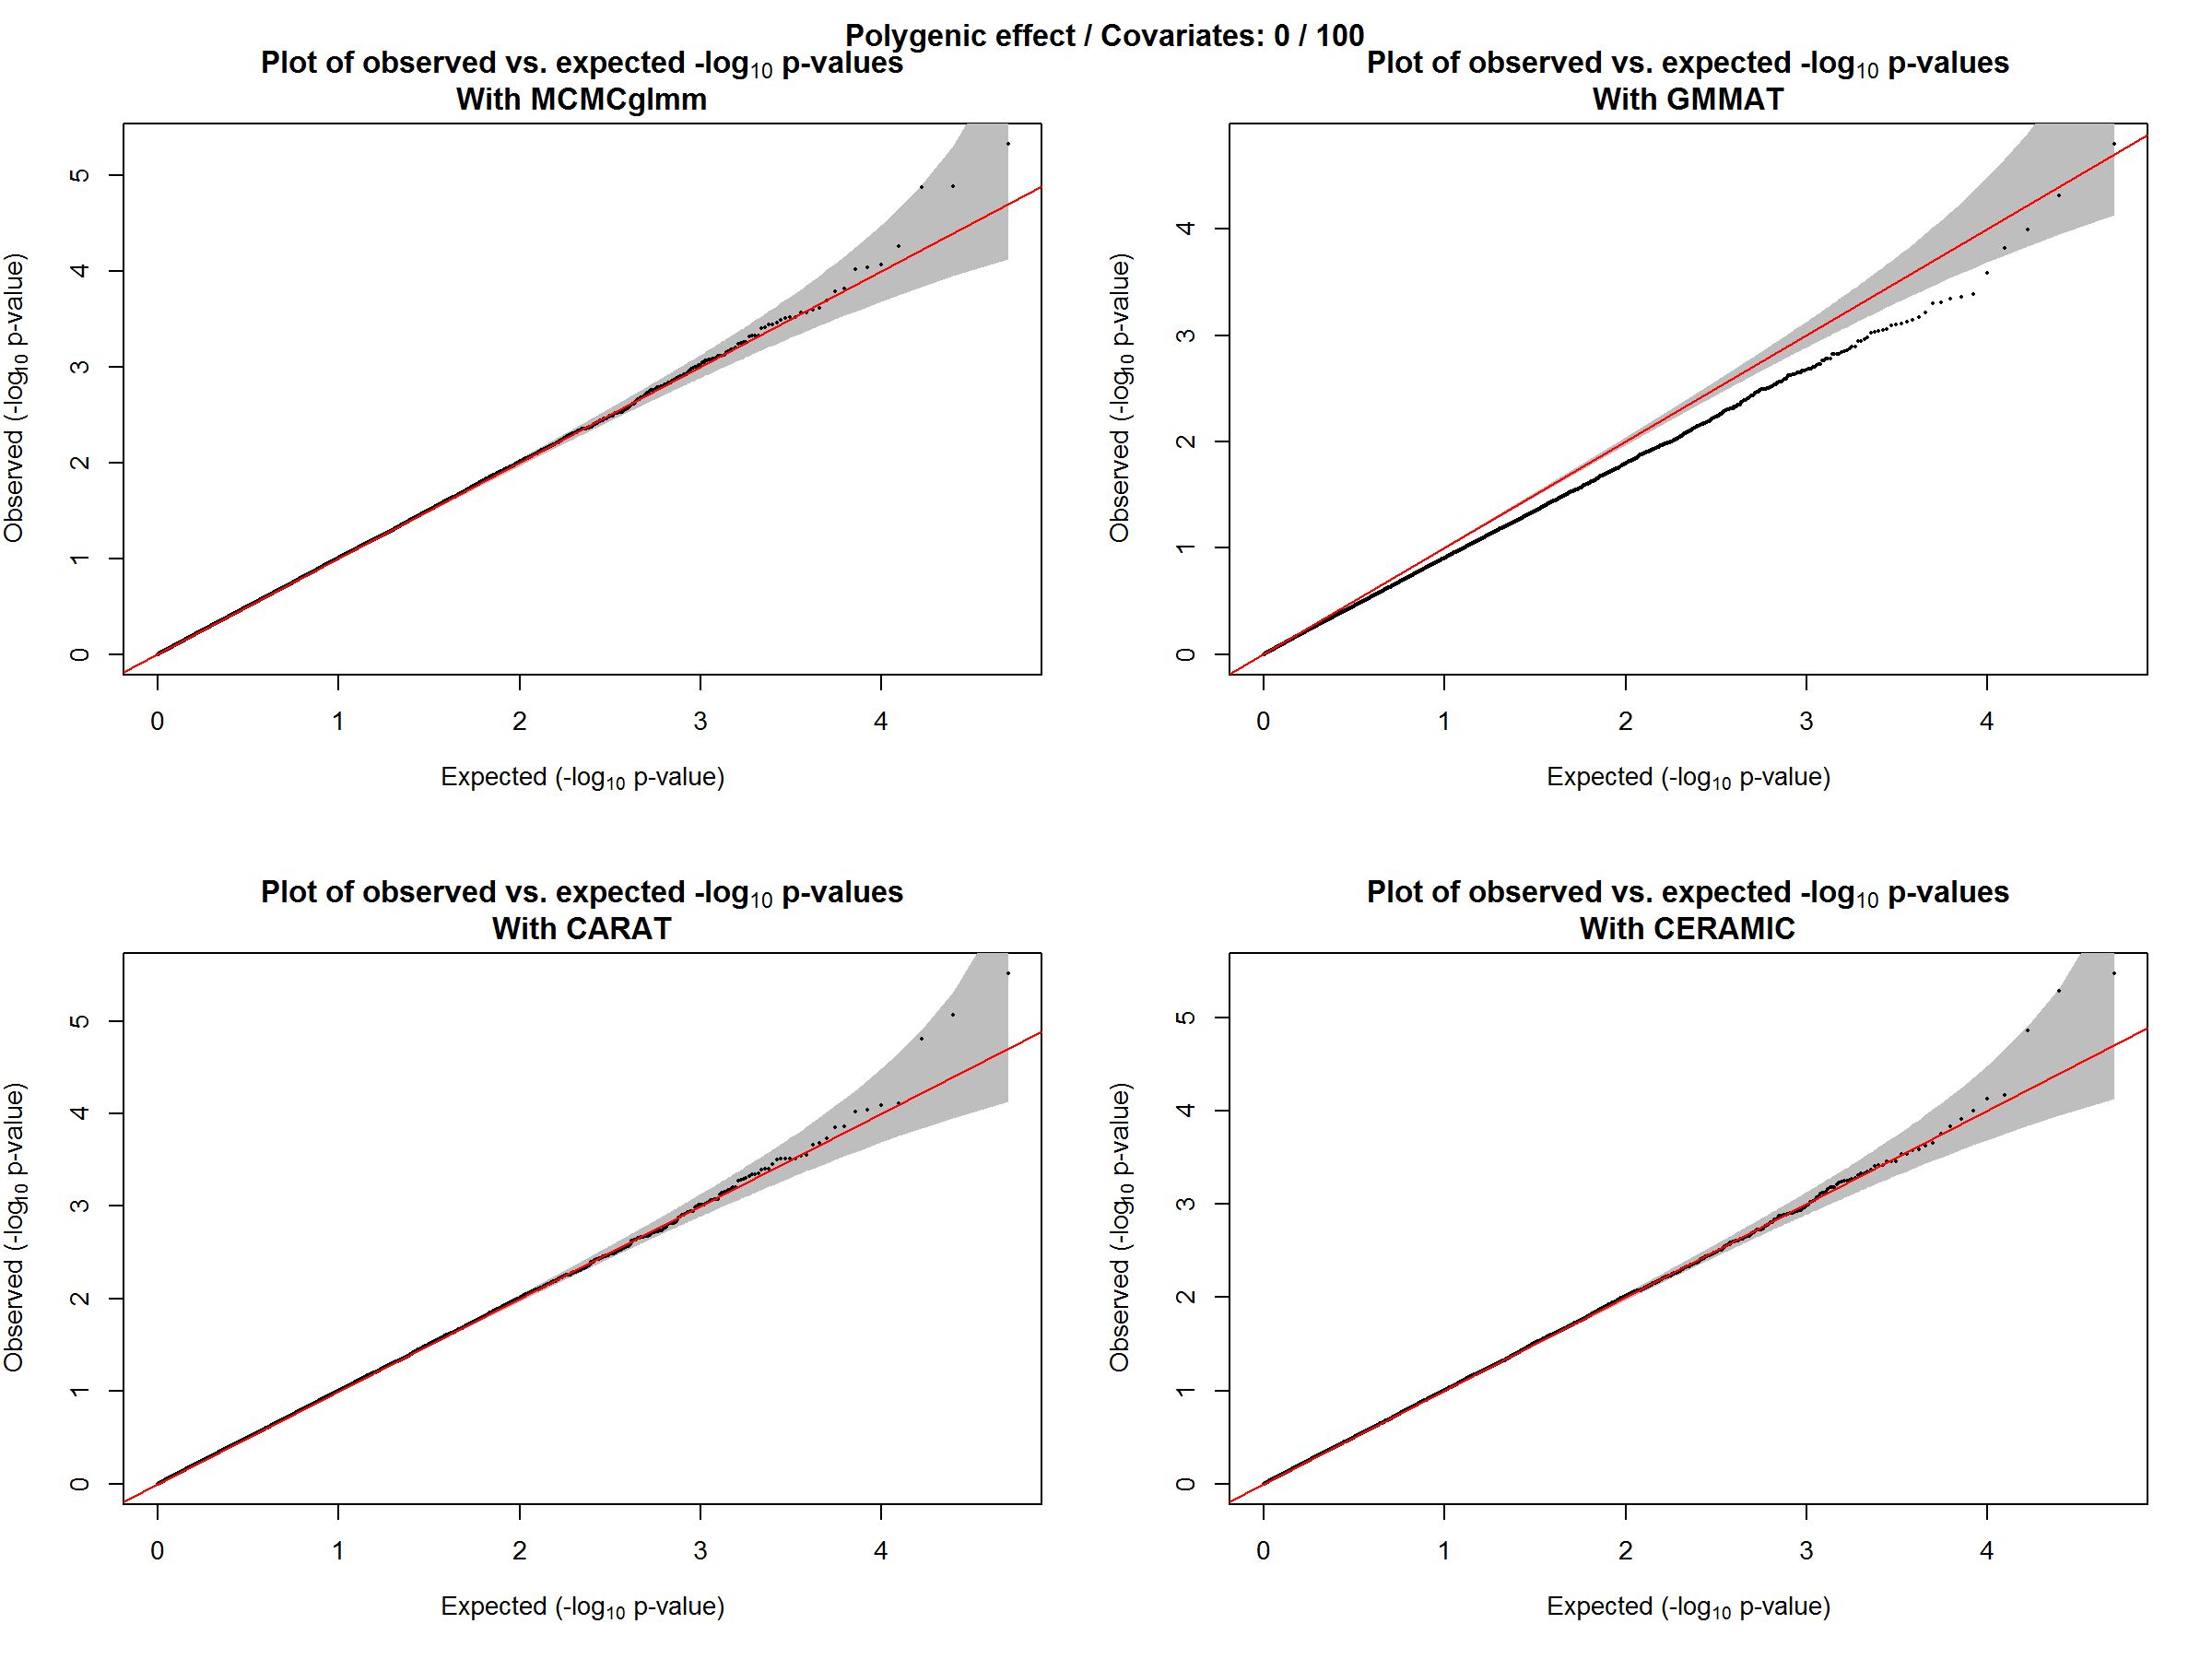 Polygenic effect / Covariates: 0 / 100
Plot of observed vs. expected -log10 p-values
With MCMCglmm
Observed (-log10 p-value)
5
4
3
2
1
0
0 1 2 3 4
Expected (-log10 p-value)
Plot of observed vs. expected -log10 p-values
With GMMAT
Observed (-log10 p-value)
4
3
2
1
0
0 1 2 3 4
Expected (-log10 p-value)
Plot of observed vs. expected -log10 p-values
With CARAT
Observed (-log10 p-value)
5
4
3
2
1
0
0 1 2 3 4
Expected (-log10 p-value)
Plot of observed vs. expected -log10 p-values
With CERAMIC
Observed (-log10 p-value)
5
4
3
2
1
0
0 1 2 3 4
Expected (-log10 p-value)